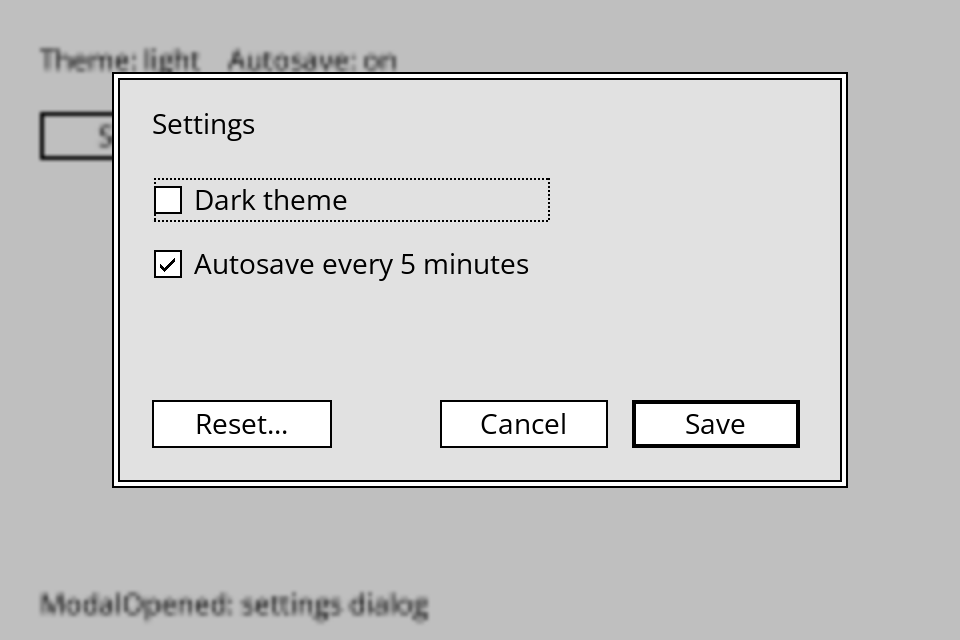 Theme: light Autosave: on
Settings
Dark theme
Autosave every 5 minutes
Reset...
Cancel
Save
ModalOpened: settings dialog